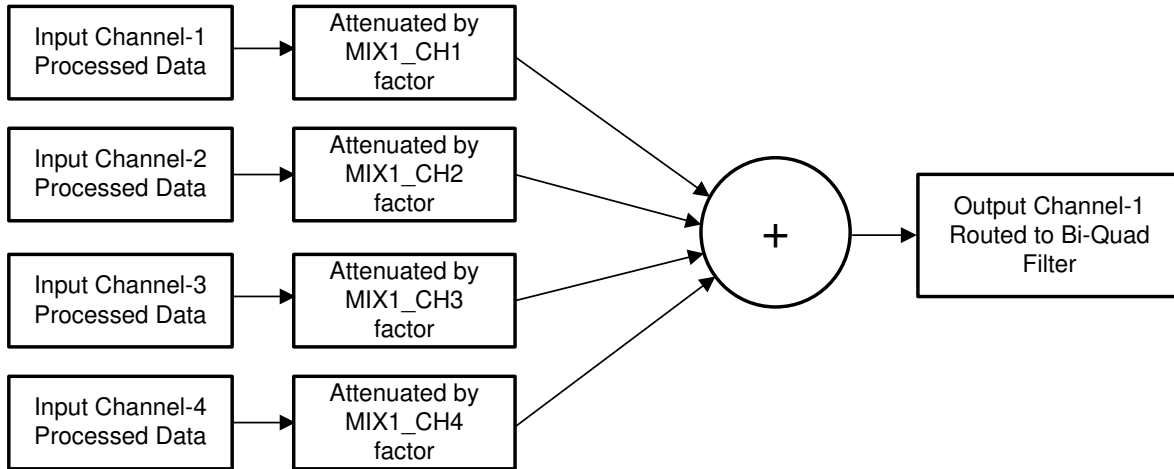 Input Channel-1
Processed Data
Attenuated by
MIX1_CH1
factor
Input Channel-2
Processed Data
Attenuated by
MIX1_CH2
factor
Input Channel-3
Processed Data
Attenuated by
MIX1_CH3
factor
Input Channel-4
Processed Data
Attenuated by
MIX1_CH4
factor
+
Output Channel-1
Routed to Bi-Quad
Filter